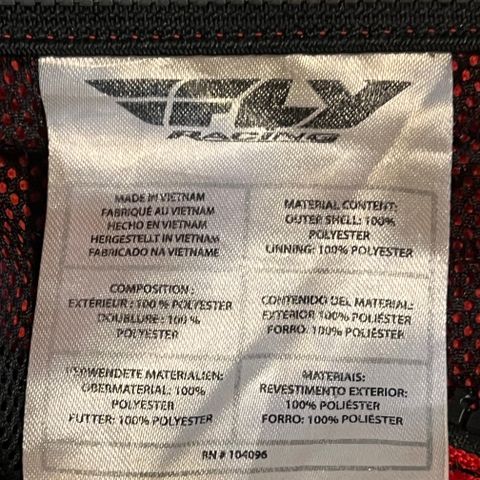 FLY
RACING
MADE IN VIETNAM
FABRIQUÉ AU VIETNAM
HECHO EN VIETNAM
HERGESTELLT IN VIETNAM
FABRICADO NA VIETNAME
MATERIAL CONTENT:
OUTER SHELL: 100%
POLYESTER
LINNING: 100% POLYESTER
COMPOSITION :
EXTÉRIEUR : 100 % POLYESTER
DOUBLURE : 100 %
POLYESTER
CONTENIDO DEL MATERIAL:
EXTERIOR 100% POLIÉSTER
FORRO: 100% POLIÉSTER
VERWENDETE MATERIALIEN:
OBERMATERIAL: 100%
POLYESTER
FUTTER: 100% POLYESTER
MATERIAIS:
REVESTIMENTO EXTERIOR:
100% POLIÉSTER
FORRO: 100% POLIÉSTER
RN # 104096